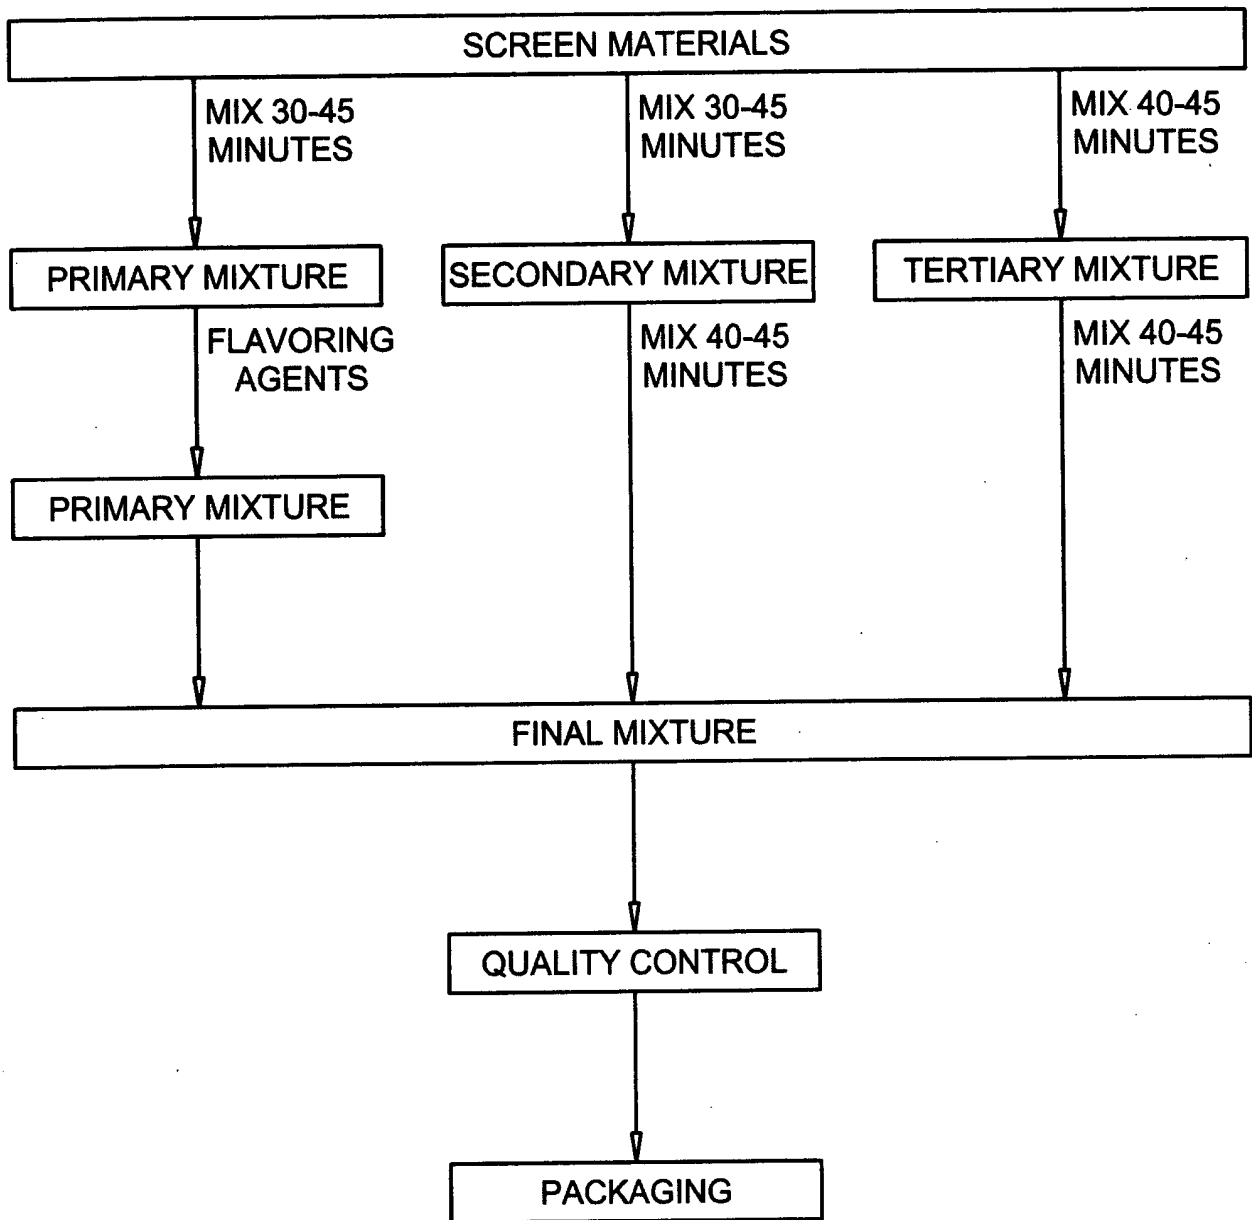 SCREEN MATERIALS
MIX 30-45
MINUTES
MIX 30-45
MINUTES
MIX 40-45
MINUTES
PRIMARY MIXTURE
SECONDARY MIXTURE
TERTIARY MIXTURE
FLAVORING
AGENTS
MIX 40-45
MINUTES
MIX 40-45
MINUTES
PRIMARY MIXTURE
FINAL MIXTURE
QUALITY CONTROL
PACKAGING